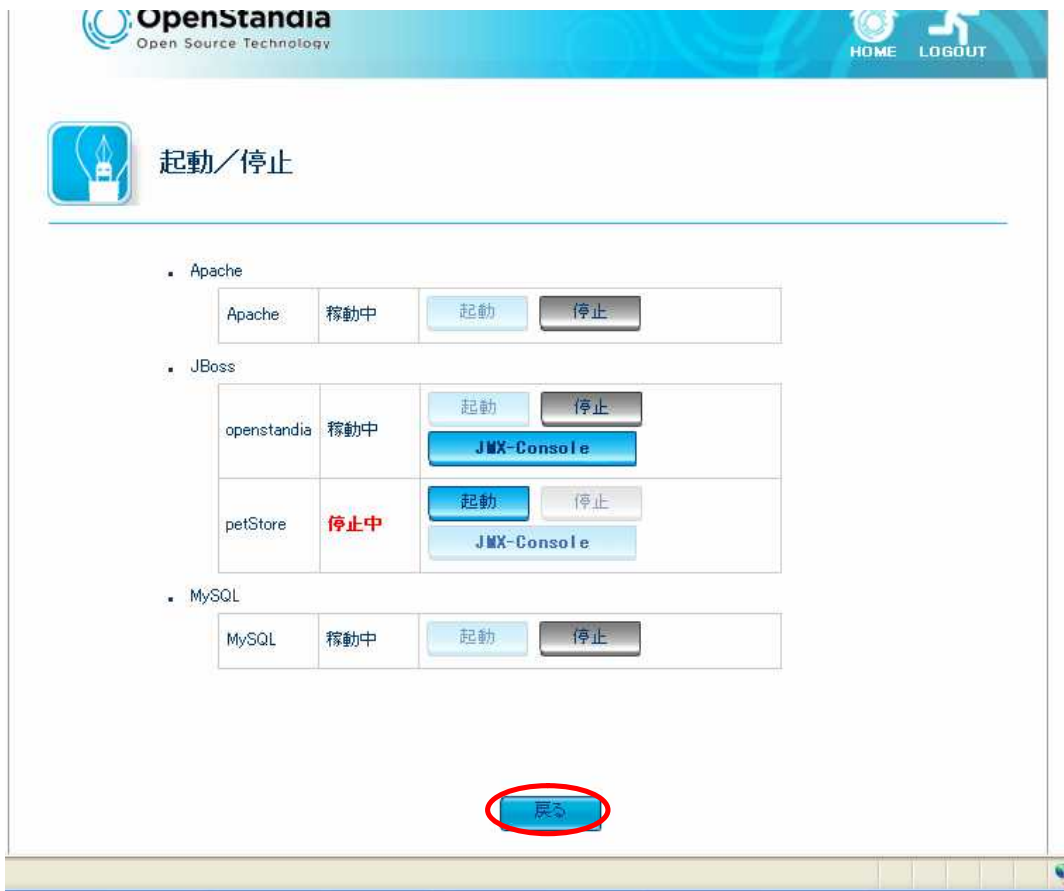 OpenStandia
Open Source Technology
HOME LOGOUT
起動／停止
Apache
Apache 稼動中 起動 停止
JBoss
起動 停止
openstandia 稼動中
JMX-Console
起動 停止
petStore 停止中
JMX-Console
MySQL
MySQL 稼動中 起動 停止
戻る